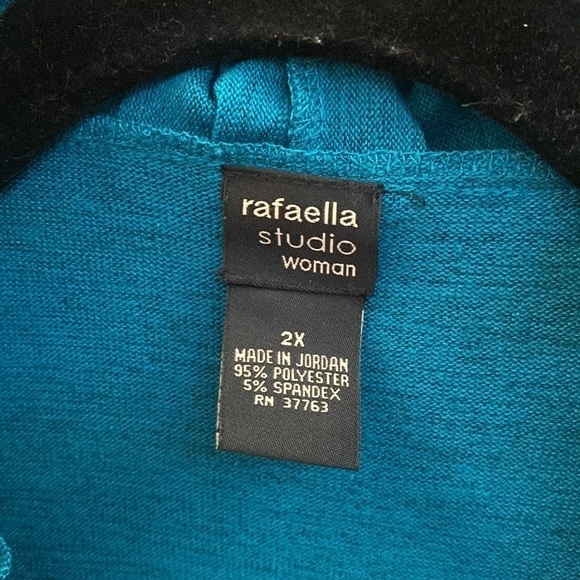 rafaella
studio
woman
2X
MADE IN JORDAN
95% POLYESTER
5% SPANDEX
RN 37763